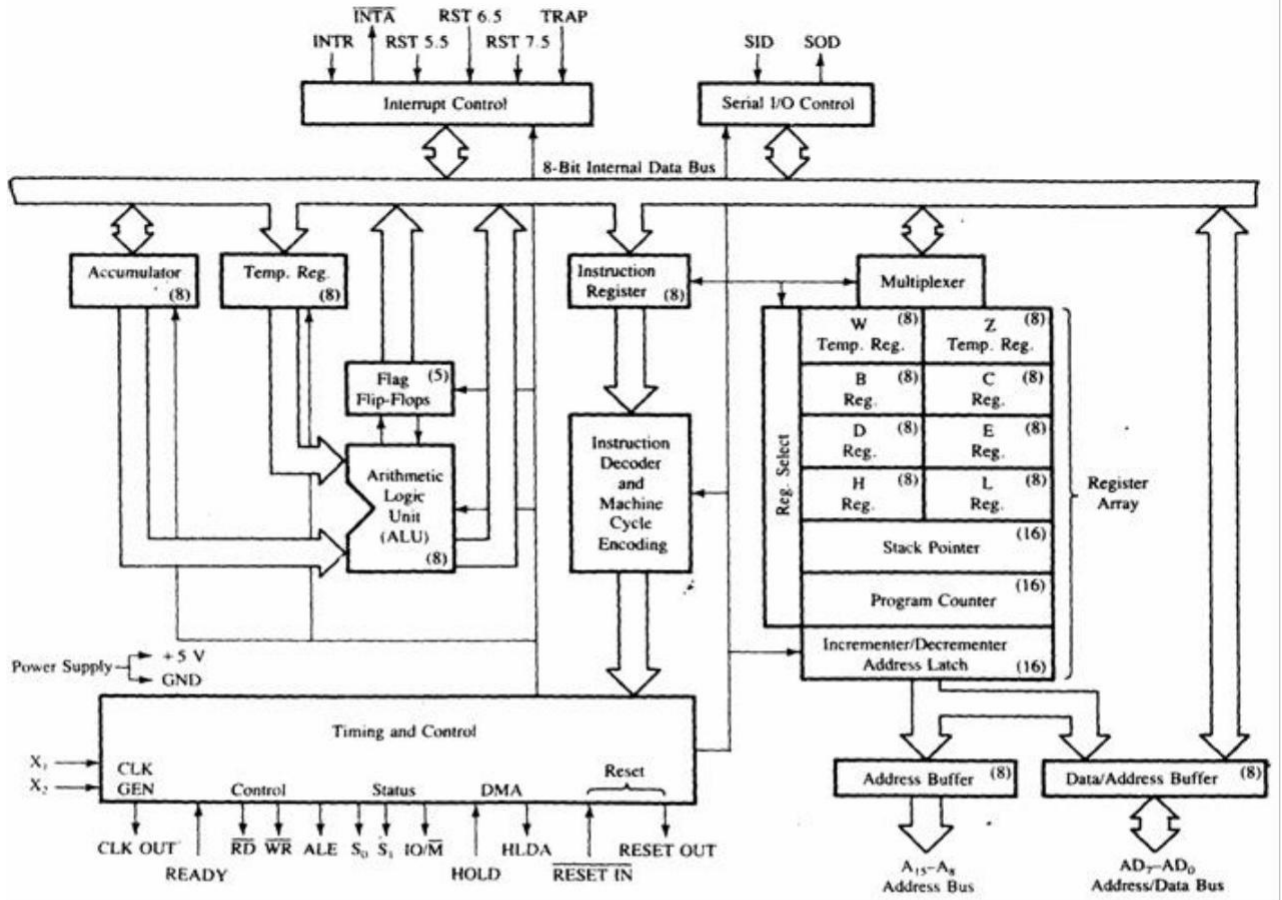 INTA RST 6.5 TRAP
INTR RST 5.5 RST 7.5 SID SOD
Interrupt Control Serial I/O Control
8-Bit Internal Data Bus
Accumulator (8)
Temp. Reg. (8)
Instruction
Register (8)
Multiplexer
Reg. Select
W (8)
Temp. Reg.
Z (8)
Temp. Reg.
B (8)
Reg.
C (8)
Reg.
D (8)
Reg.
E (8)
Reg.
H (8)
Reg.
L (8)
Reg.
Stack Pointer (16)
Program Counter (16)
Incrementer/Decrementer
Address Latch (16)
Register
Array
Flag (5)
Flip-Flops
Arithmetic
Logic
Unit
(ALU)
(8)
Instruction
Decoder
and
Machine
Cycle
Encoding
Power Supply
+5 V
GND
Timing and Control
X₁
X₂
CLK
GEN
Control
Status
DMA
Reset
CLK OUT
READY
RD WR ALE S₀ S₁ IO/M
HOLD
HLDA
RESET IN
RESET OUT
Address Buffer (8)
Data/Address Buffer (8)
A₁₅–A₈
Address Bus
AD₇–AD₀
Address/Data Bus